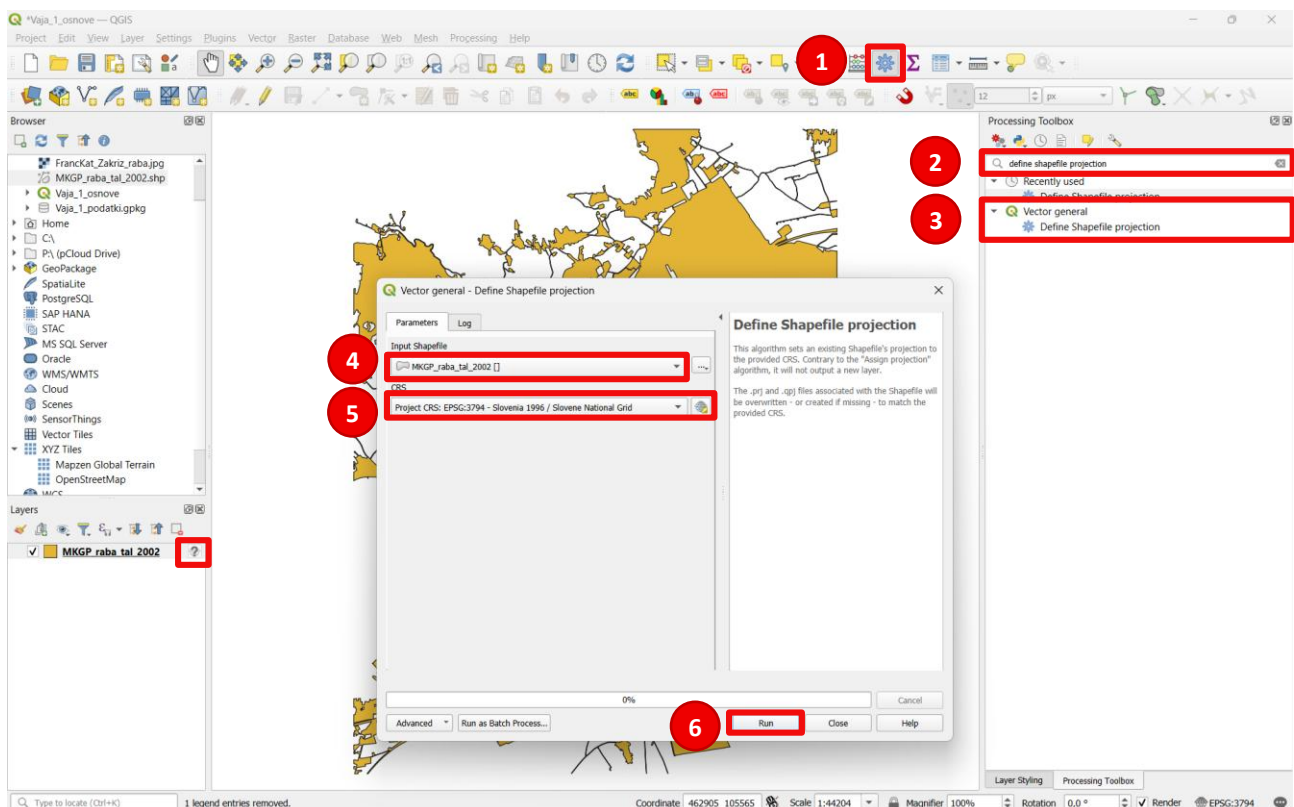 *Vaja_1_osnove — QGIS
Project Edit View Layer Settings Plugins Vector Raster Database Web Mesh Processing Help
1
abc
abc
12 px
Browser
FrancKat_Zakriz_raba.jpg
MKGP_raba_tal_2002.shp
Vaja_1_osnove
Vaja_1_podatki.gpkg
Home
C:\
P:\ (pCloud Drive)
GeoPackage
SpatiaLite
PostgreSQL
SAP HANA
STAC
MS SQL Server
Oracle
WMS/WMTS
Cloud
Scenes
SensorThings
Vector Tiles
XYZ Tiles
Mapzen Global Terrain
OpenStreetMap
WCS
Layers
MKGP_raba_tal_2002
Processing Toolbox
2
define shapefile projection
Recently used
Define Shapefile projection
3
Vector general
Define Shapefile projection
Vector general - Define Shapefile projection
Parameters Log
Input Shapefile
4
MKGP_raba_tal_2002 []
CRS
5
Project CRS: EPSG:3794 - Slovenia 1996 / Slovene National Grid
Define Shapefile projection
This algorithm sets an existing Shapefile's projection to
the provided CRS. Contrary to the "Assign projection"
algorithm, it will not output a new layer.
The .prj and .qpj files associated with the Shapefile will
be overwritten - or created if missing - to match the
provided CRS.
0%
Cancel
Advanced Run as Batch Process...
6
Run Close Help
Layer Styling Processing Toolbox
Type to locate (Ctrl+K) 1 legend entries removed. Coordinate 462905 105565 Scale 1:44204 Magnifier 100% Rotation 0.0 ° Render EPSG:3794